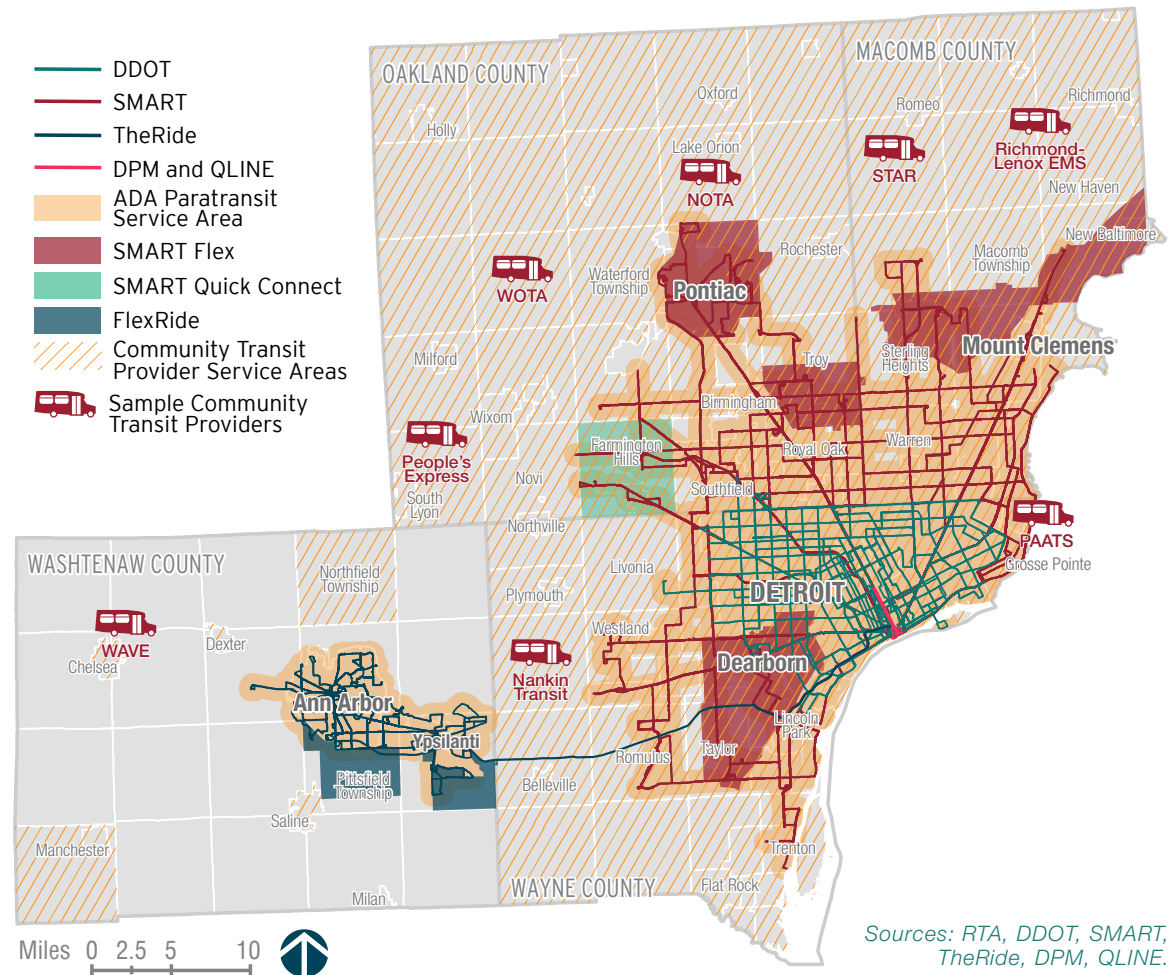 DDOT
SMART
TheRide
DPM and QLINE
ADA Paratransit
Service Area
SMART Flex
SMART Quick Connect
FlexRide
Community Transit
Provider Service Areas
Sample Community
Transit Providers
OAKLAND COUNTY
MACOMB COUNTY
Oxford
Holly
Romeo
Richmond
Lake Orion
NOTA
STAR
Richmond-
Lenox EMS
New Haven
New Baltimore
Rochester
Macomb
Township
Waterford
Township
WOTA
Pontiac
Mount Clemens
Milford
Troy
Sterling
Heights
Birmingham
Wixom
Farmington
Hills
Royal Oak
Warren
People's
Express
Novi
Southfield
South
Lyon
Northville
PAATS
Grosse Pointe
WASHTENAW COUNTY
Northfield
Township
Livonia
Plymouth
DETROIT
Westland
Dexter
WAVE
Chelsea
Nankin
Transit
Dearborn
Ann Arbor
Ypsilanti
Lincoln
Park
Taylor
Romulus
Pittsfield
Township
Belleville
Saline
Manchester
Trenton
Milan
WAYNE COUNTY
Flat Rock
Miles 0 2.5 5 10
Sources: RTA, DDOT, SMART,
TheRide, DPM, QLINE.